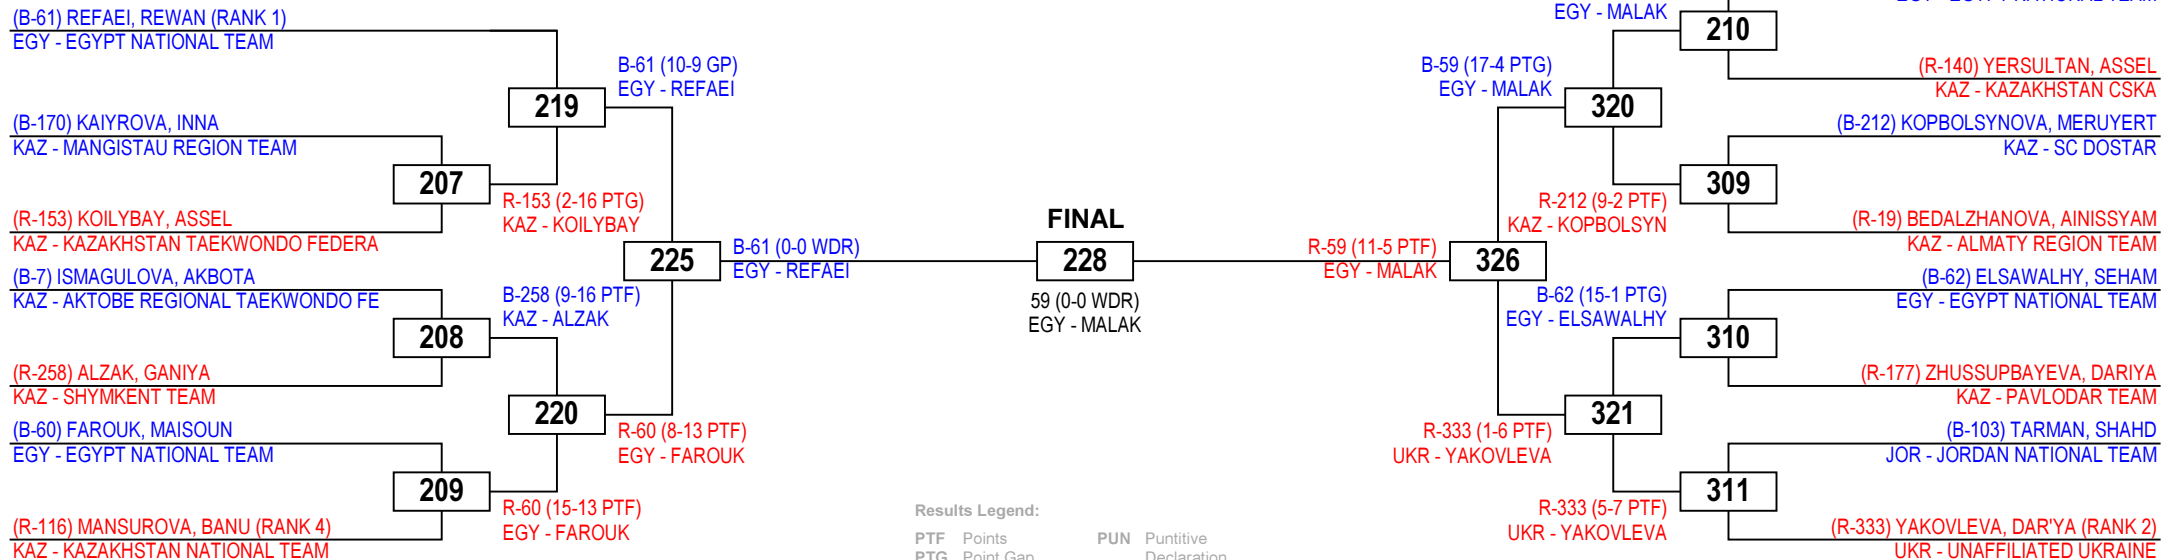 (B-61) REFAEI, REWAN (RANK 1)
EGY - EGYPT NATIONAL TEAM
219
B-61 (10-9 GP)
EGY - REFAEI
(B-170) KAIYROVA, INNA
KAZ - MANGISTAU REGION TEAM
207
R-153 (2-16 PTG)
KAZ - KOILYBAY
(R-153) KOILYBAY, ASSEL
KAZ - KAZAKHSTAN TAEKWONDO FEDERA
225
B-61 (0-0 WDR)
EGY - REFAEI
(B-7) ISMAGULOVA, AKBOTA
KAZ - AKTOBE REGIONAL TAEKWONDO FE
208
B-258 (9-16 PTF)
KAZ - ALZAK
(R-258) ALZAK, GANIYA
KAZ - SHYMKENT TEAM
220
R-60 (8-13 PTF)
EGY - FAROUK
(B-60) FAROUK, MAISOUN
EGY - EGYPT NATIONAL TEAM
209
R-60 (15-13 PTF)
EGY - FAROUK
(R-116) MANSUROVA, BANU (RANK 4)
KAZ - KAZAKHSTAN NATIONAL TEAM
FINAL
228
59 (0-0 WDR)
EGY - MALAK
Results Legend:
PTF Points
PUN Puntitive
PTG Point Gap
Declaration
EGY - MALAK
EGY - EGYPT NATIONAL TEAM
210
B-59 (17-4 PTG)
EGY - MALAK
320
(R-140) YERSULTAN, ASSEL
KAZ - KAZAKHSTAN CSKA
(B-212) KOPBOLSYNOVA, MERUYERT
KAZ - SC DOSTAR
309
R-212 (9-2 PTF)
KAZ - KOPBOLSYN
(R-19) BEDALZHANOVA, AINISSYAM
KAZ - ALMATY REGION TEAM
R-59 (11-5 PTF)
EGY - MALAK
326
(B-62) ELSAWALHY, SEHAM
EGY - EGYPT NATIONAL TEAM
B-62 (15-1 PTG)
EGY - ELSAWALHY
310
(R-177) ZHUSSUPBAYEVA, DARIYA
KAZ - PAVLODAR TEAM
321
R-333 (1-6 PTF)
UKR - YAKOVLEVA
(B-103) TARMAN, SHAHD
JOR - JORDAN NATIONAL TEAM
311
R-333 (5-7 PTF)
UKR - YAKOVLEVA
(R-333) YAKOVLEVA, DAR'YA (RANK 2)
UKR - UNAFFILIATED UKRAINE